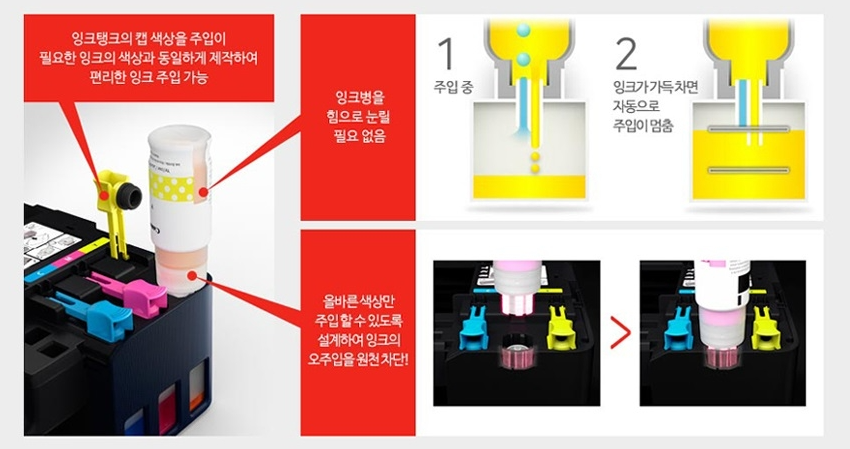 잉크탱크의 캡 색상을 주입이
필요한 잉크의 색상과 동일하게 제작하여
편리한 잉크 주입 가능
잉크병을
힘으로 눌릴
필요 없음
1
주입 중
2
잉크가 가득 차면
자동으로
주입이 멈춤
올바른 색상만
주입 할 수 있도록
설계하여 잉크의
오주입을 원천 차단!